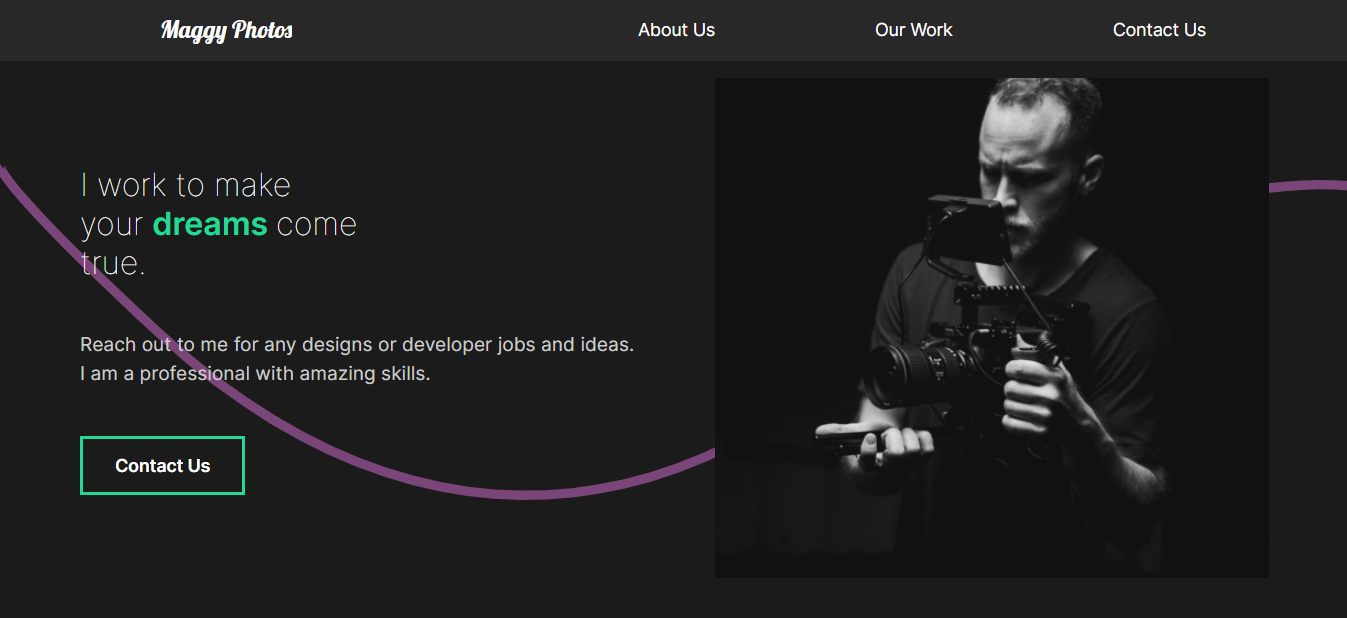 Maggy Photos
About Us
Our Work
Contact Us
I work to make
your dreams come
true.
Reach out to me for any designs or developer jobs and ideas.
I am a professional with amazing skills.
Contact Us